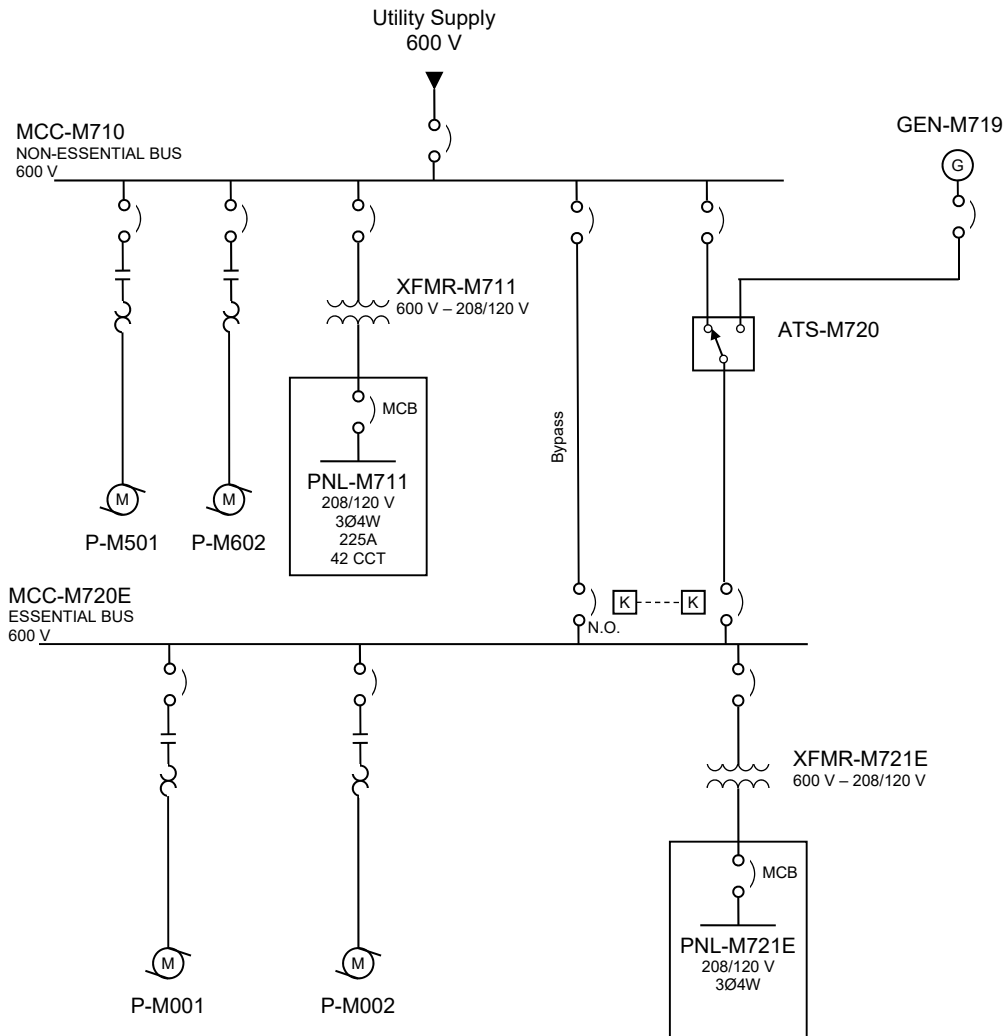 Utility Supply
600 V
MCC-M710
NON-ESSENTIAL BUS
600 V
GEN-M719
G
XFMR-M711
600 V – 208/120 V
ATS-M720
MCB
Bypass
PNL-M711
208/120 V
3Ø4W
225A
42 CCT
M
M
P-M501
P-M602
MCC-M720E
ESSENTIAL BUS
600 V
K
K
N.O.
XFMR-M721E
600 V – 208/120 V
MCB
PNL-M721E
208/120 V
3Ø4W
M
M
P-M001
P-M002